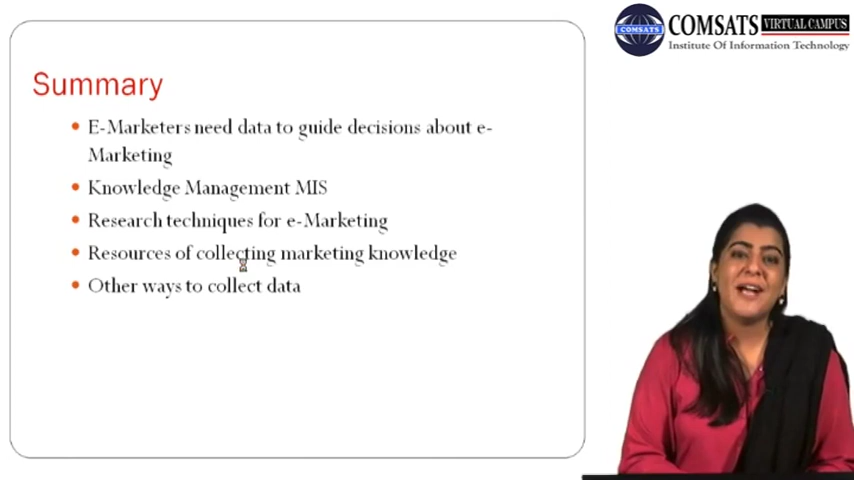 COMSATS
COMSATS VIRTUAL CAMPUS
Institute Of Information Technology
Summary
• E-Marketers need data to guide decisions about e-
Marketing
• Knowledge Management MIS
• Research techniques for e-Marketing
• Resources of collecting marketing knowledge
• Other ways to collect data